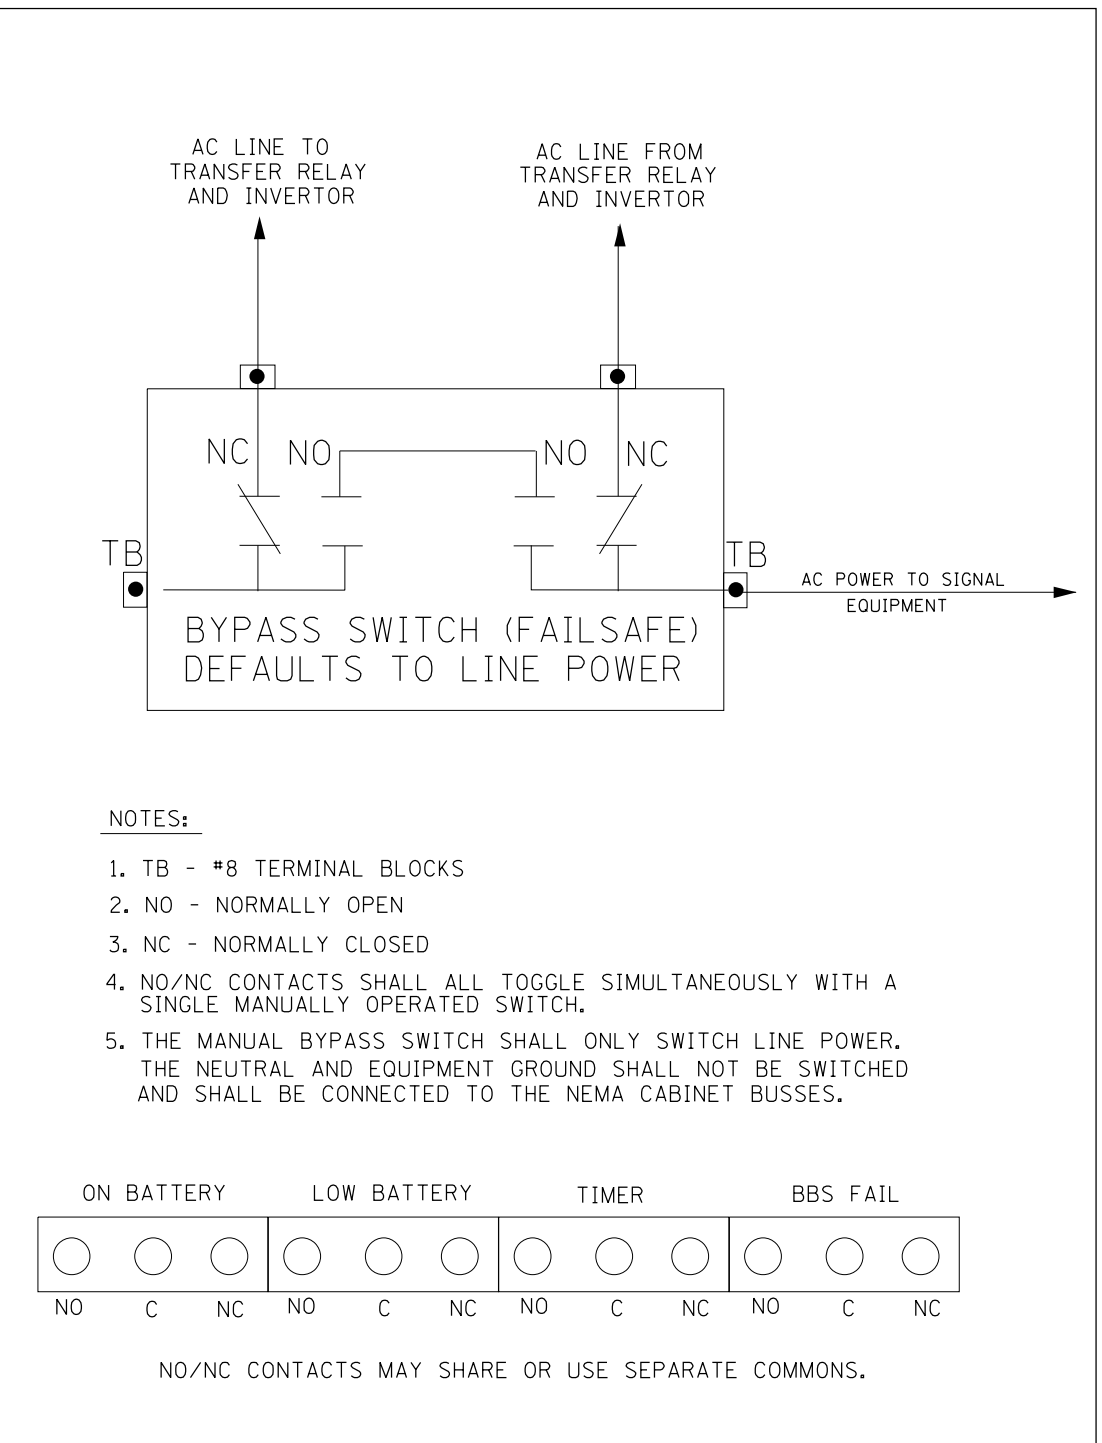 AC LINE TO
TRANSFER RELAY
AND INVERTOR
AC LINE FROM
TRANSFER RELAY
AND INVERTOR
NC
NO
NO
NC
TB
TB
AC POWER TO SIGNAL
EQUIPMENT
BYPASS SWITCH (FAILSAFE)
DEFAULTS TO LINE POWER
NOTES:
1. TB - #8 TERMINAL BLOCKS
2. NO - NORMALLY OPEN
3. NC - NORMALLY CLOSED
4. NO/NC CONTACTS SHALL ALL TOGGLE SIMULTANEOUSLY WITH A
SINGLE MANUALLY OPERATED SWITCH.
5. THE MANUAL BYPASS SWITCH SHALL ONLY SWITCH LINE POWER.
THE NEUTRAL AND EQUIPMENT GROUND SHALL NOT BE SWITCHED
AND SHALL BE CONNECTED TO THE NEMA CABINET BUSSES.
ON BATTERY LOW BATTERY TIMER BBS FAIL
NO C NC NO C NC NO C NC NO C NC
NO/NC CONTACTS MAY SHARE OR USE SEPARATE COMMONS.